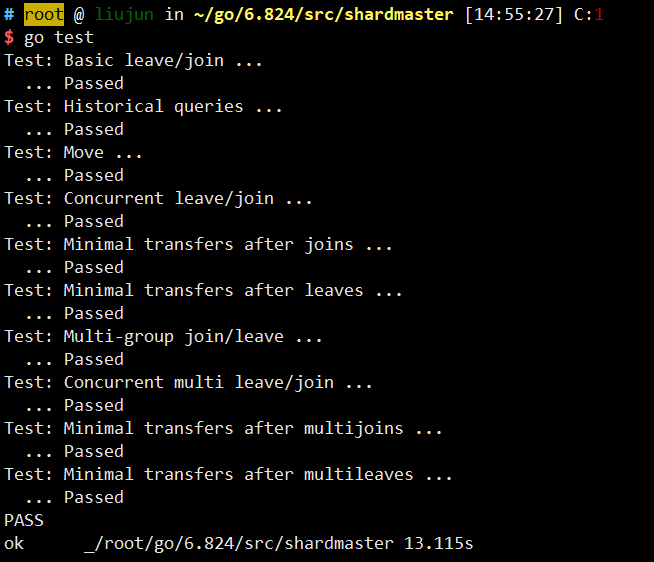 # root @ liujun in ~/go/6.824/src/shardmaster [14:55:27] C:1
$ go test
Test: Basic leave/join ...
  ... Passed
Test: Historical queries ...
  ... Passed
Test: Move ...
  ... Passed
Test: Concurrent leave/join ...
  ... Passed
Test: Minimal transfers after joins ...
  ... Passed
Test: Minimal transfers after leaves ...
  ... Passed
Test: Multi-group join/leave ...
  ... Passed
Test: Concurrent multi leave/join ...
  ... Passed
Test: Minimal transfers after multijoins ...
  ... Passed
Test: Minimal transfers after multileaves ...
  ... Passed
PASS
ok      _/root/go/6.824/src/shardmaster 13.115s